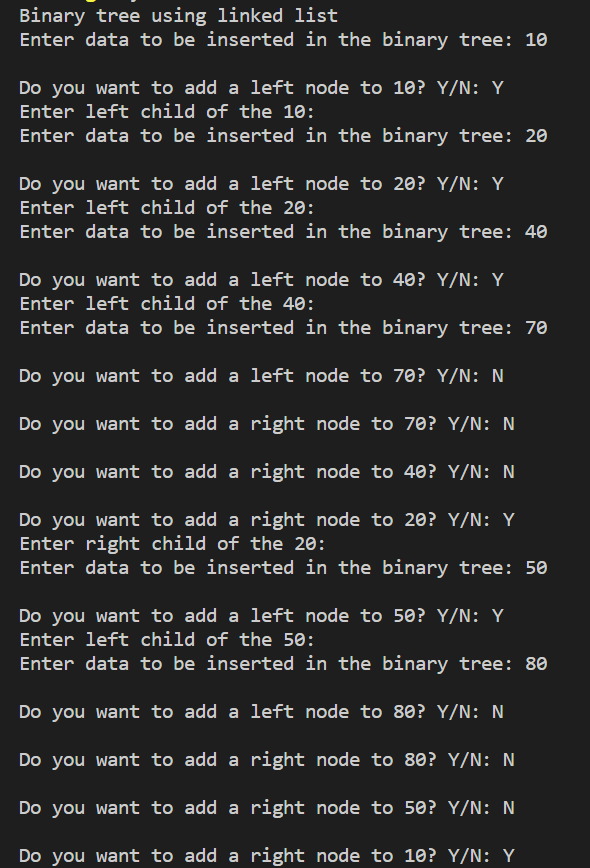 Binary tree using linked list
Enter data to be inserted in the binary tree: 10
Do you want to add a left node to 10? Y/N: Y
Enter left child of the 10:
Enter data to be inserted in the binary tree: 20
Do you want to add a left node to 20? Y/N: Y
Enter left child of the 20:
Enter data to be inserted in the binary tree: 40
Do you want to add a left node to 40? Y/N: Y
Enter left child of the 40:
Enter data to be inserted in the binary tree: 70
Do you want to add a left node to 70? Y/N: N
Do you want to add a right node to 70? Y/N: N
Do you want to add a right node to 40? Y/N: N
Do you want to add a right node to 20? Y/N: Y
Enter right child of the 20:
Enter data to be inserted in the binary tree: 50
Do you want to add a left node to 50? Y/N: Y
Enter left child of the 50:
Enter data to be inserted in the binary tree: 80
Do you want to add a left node to 80? Y/N: N
Do you want to add a right node to 80? Y/N: N
Do you want to add a right node to 50? Y/N: N
Do you want to add a right node to 10? Y/N: Y